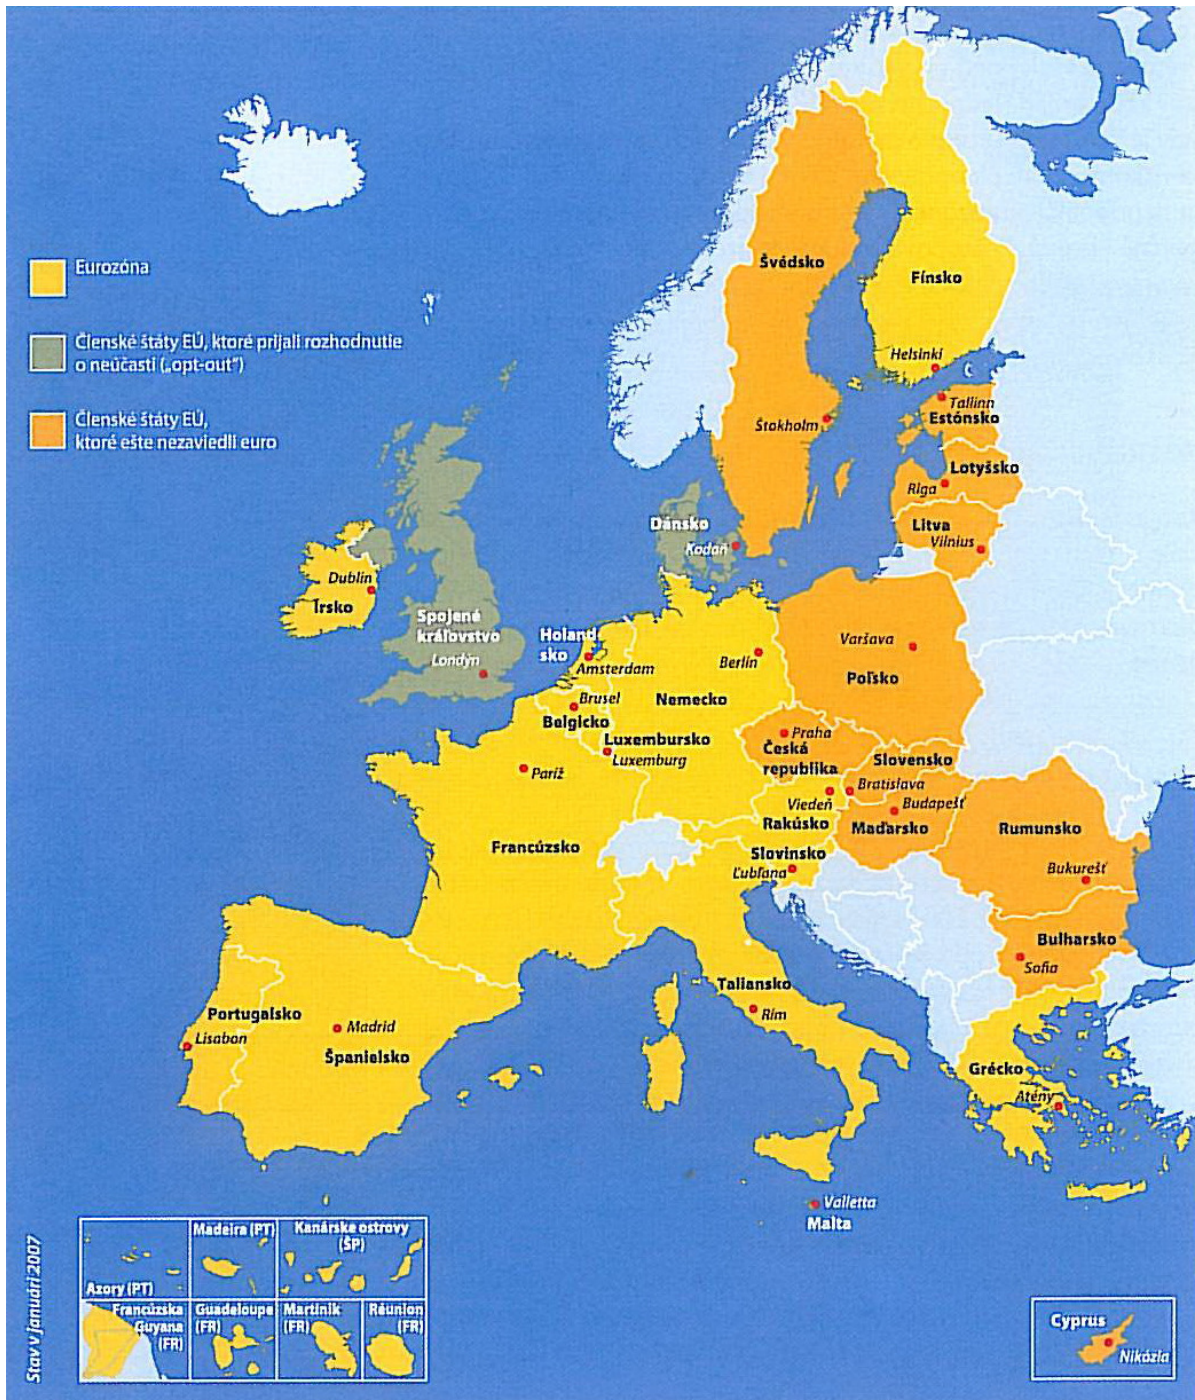 Eurozóna
Členské štáty EÚ, ktoré prijali rozhodnutie
o neúčasti („opt-out“)
Členské štáty EÚ,
ktoré ešte nezaviedli euro
Švédsko
Fínsko
Helsinki
Tallinn
Estónsko
Štokholm
Lotyšsko
Riga
Litva
Vilnius
Dánsko
Kodaň
Dublin
Írsko
Spojené
kráľovstvo
Londýn
Holand
sko
Amsterdam
Berlín
Varšava
Poľsko
Nemecko
Brusel
Belgicko
Luxembursko
Luxemburg
Paríž
Praha
Česká
republika
Slovensko
Bratislava
Viedeň
Budapešť
Rakúsko
Maďarsko
Rumunsko
Francúzsko
Slovinsko
Ľubľana
Bukurešť
Bulharsko
Sofia
Taliansko
Rím
Portugalsko
Lisabon
Madrid
Španielsko
Grécko
Atény
Valletta
Malta
Stav v januári 2007
Azory (PT)
Madeira (PT)
Kanárske ostrovy
(ŠP)
Francúzska
Guyana
(FR)
Guadeloupe
(FR)
Martinik
(FR)
Réunion
(FR)
Cyprus
Nikózia